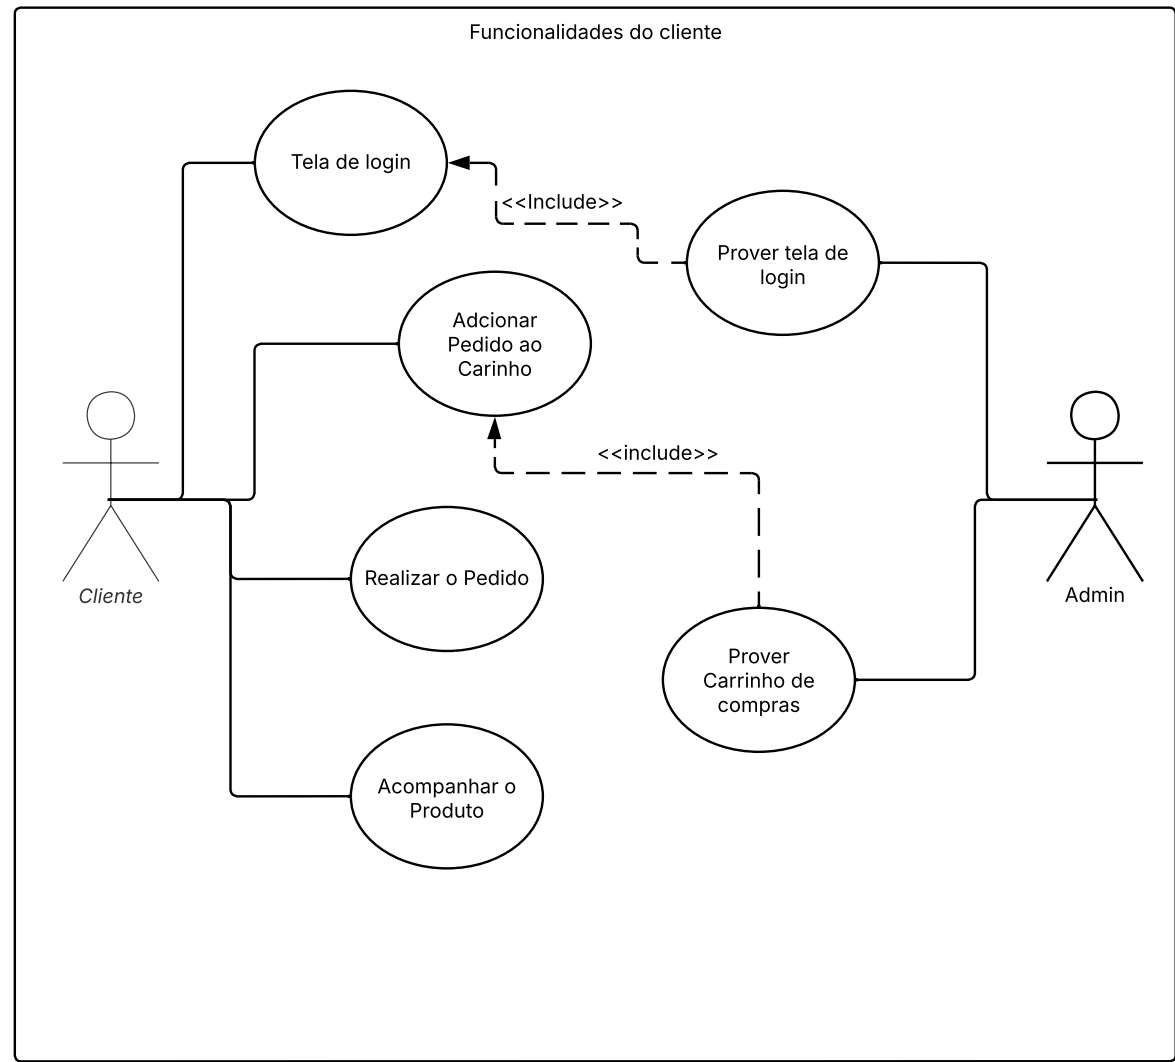 Funcionalidades do cliente
Tela de login
<<Include>>
Prover tela de
login
Adcionar
Pedido ao
Carinho
<<include>>
Realizar o Pedido
Cliente
Admin
Prover
Carrinho de
compras
Acompanhar o
Produto